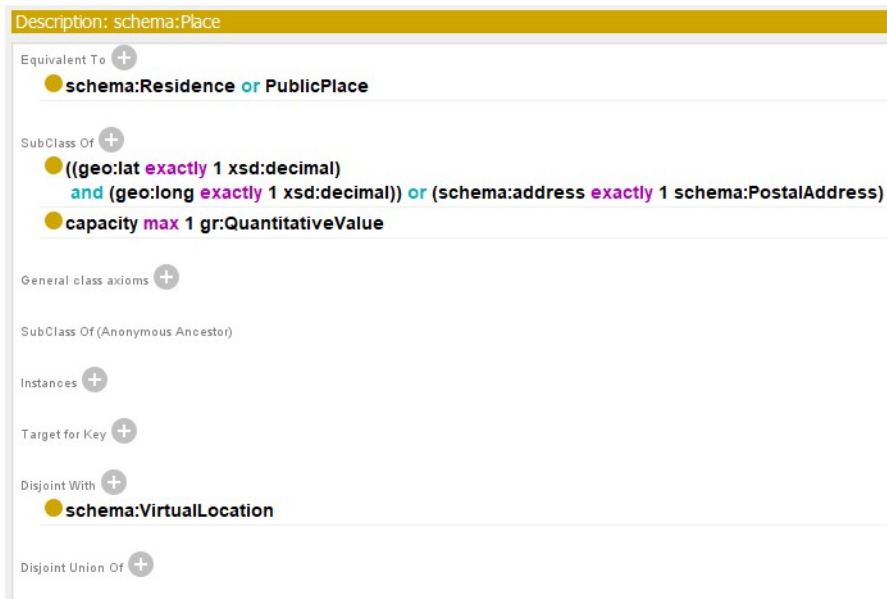 Description: schema:Place
Equivalent To
schema:Residence or PublicPlace
SubClass Of
((geo:lat exactly 1 xsd:decimal)
and (geo:long exactly 1 xsd:decimal)) or (schema:address exactly 1 schema:PostalAddress)
capacity max 1 gr:QuantitativeValue
General class axioms
SubClass Of (Anonymous Ancestor)
Instances
Target for Key
Disjoint With
schema:VirtualLocation
Disjoint Union Of